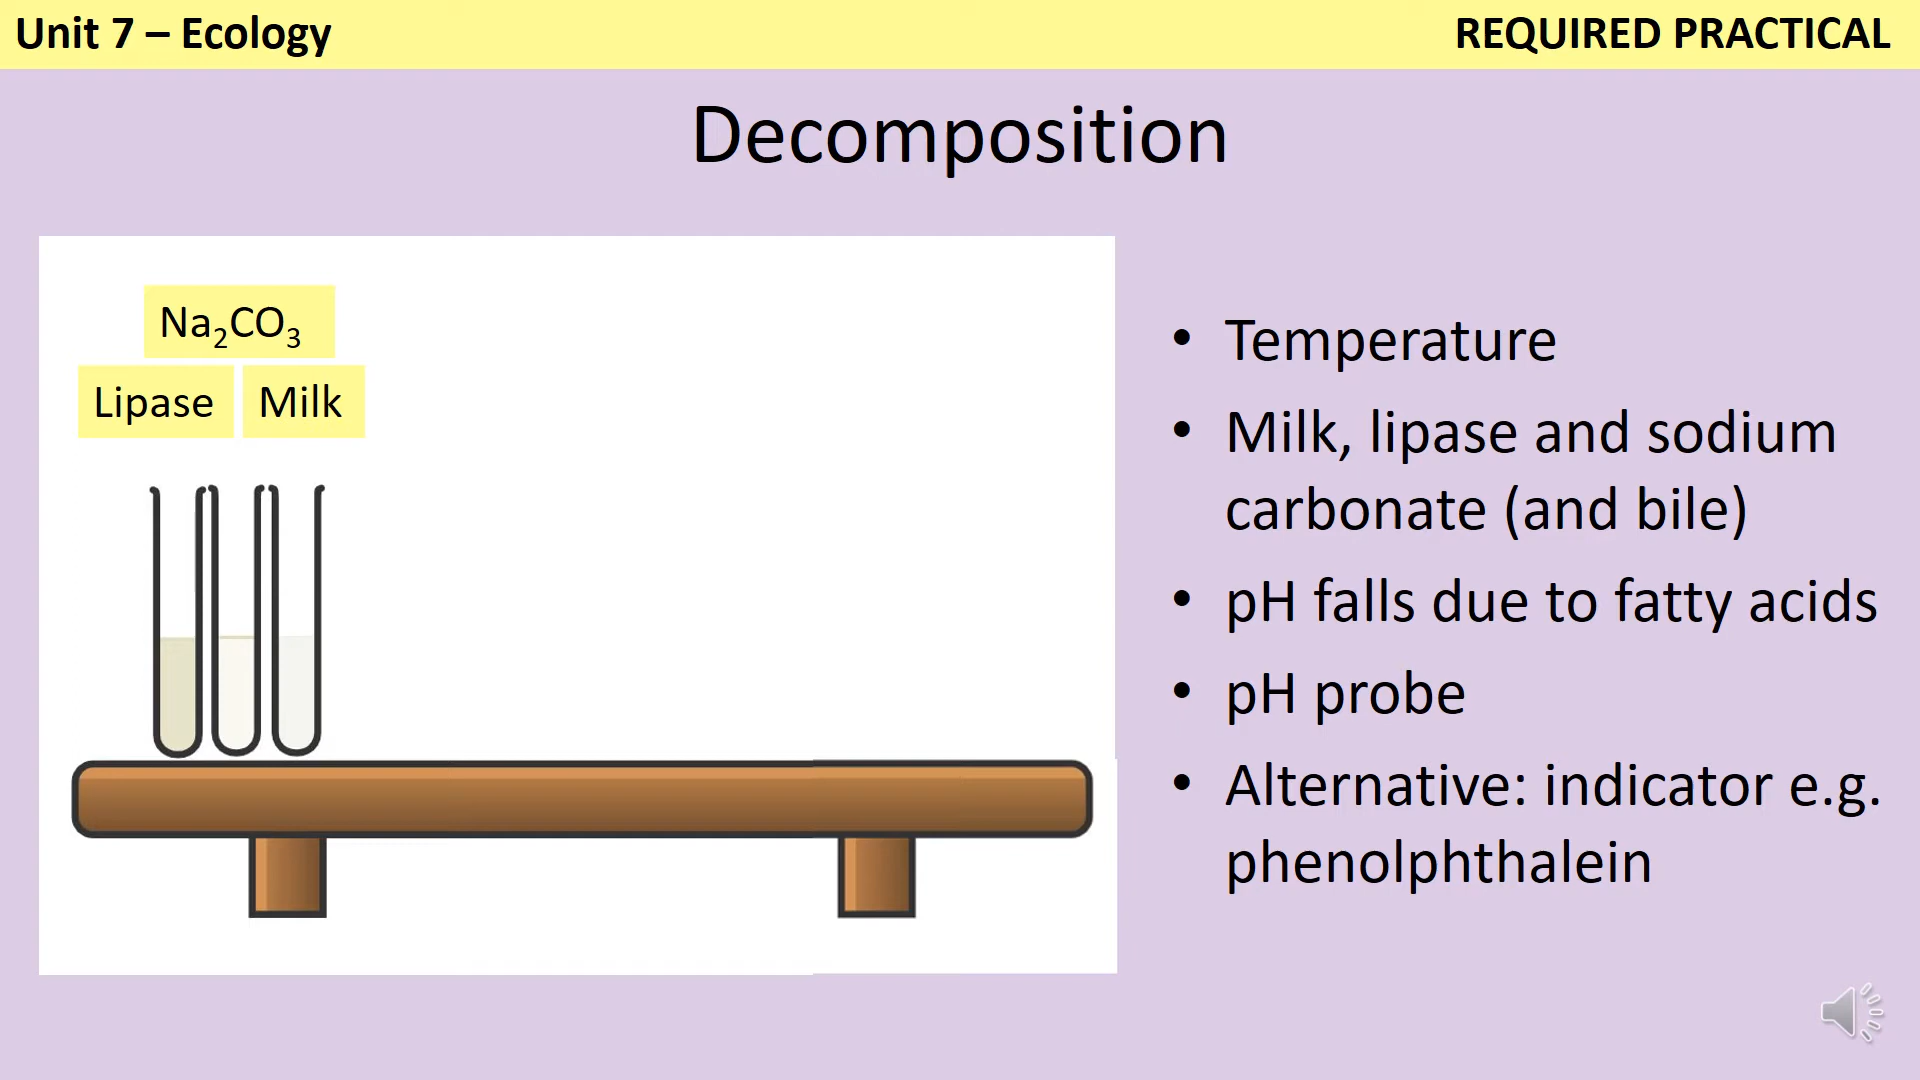 Unit 7 – Ecology
REQUIRED PRACTICAL
Decomposition
Na₂CO₃
Lipase
Milk
• Temperature
• Milk, lipase and sodium
carbonate (and bile)
• pH falls due to fatty acids
• pH probe
• Alternative: indicator e.g.
phenolphthalein